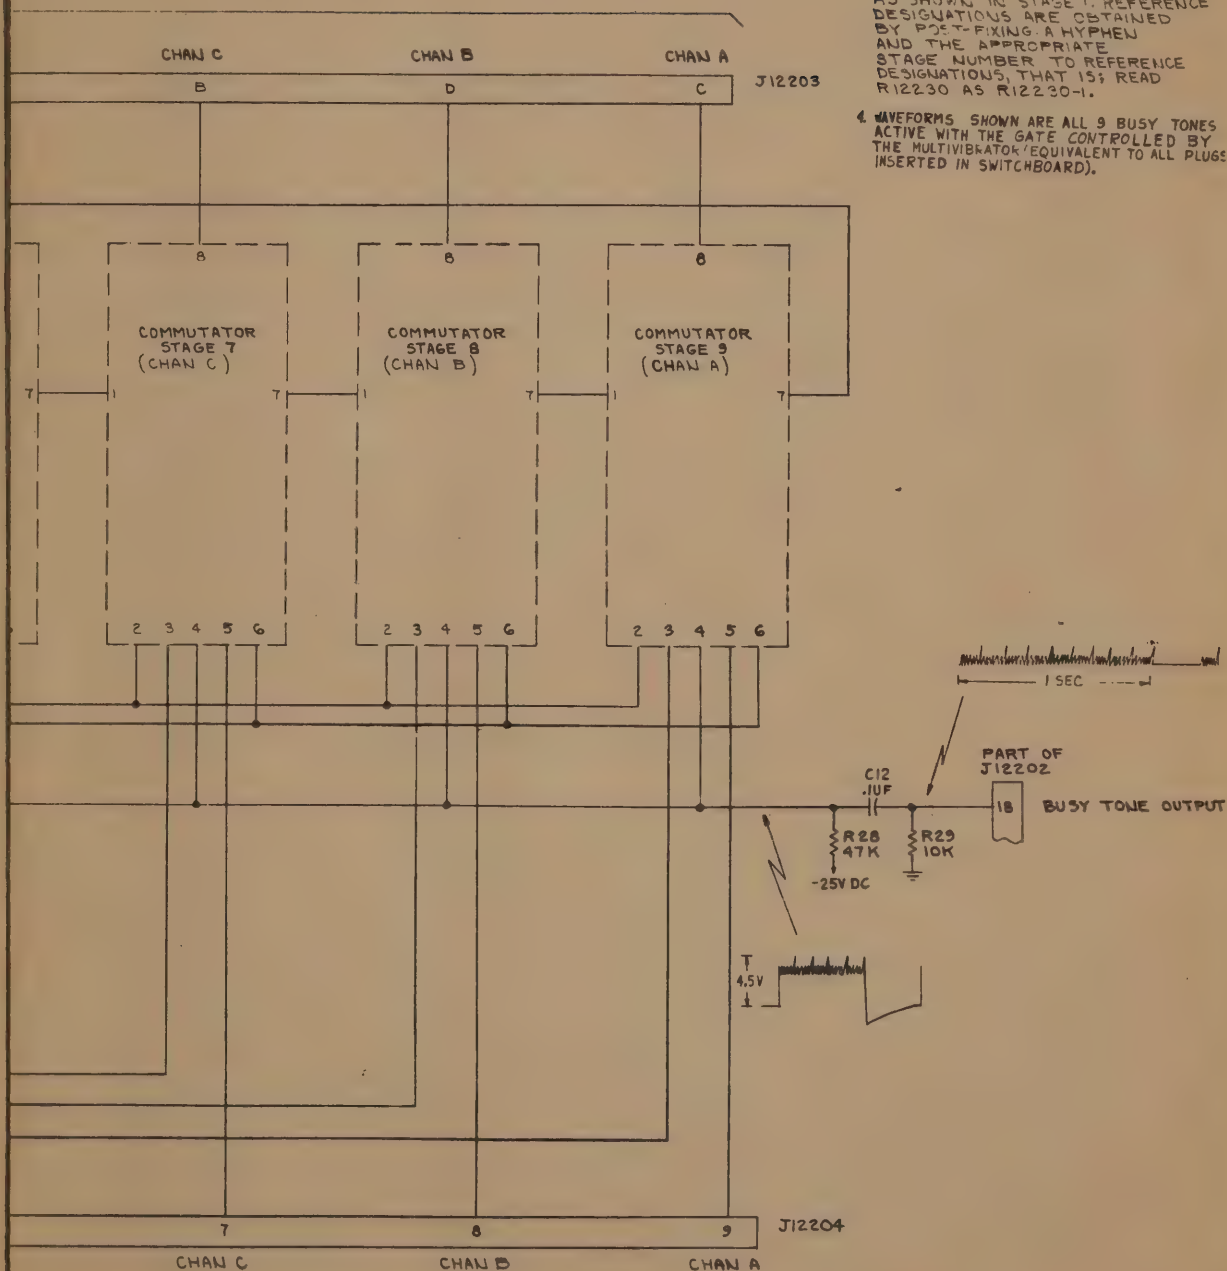 AS SHOWN IN STAGE 1. REFERENCE
DESIGNATIONS ARE OBTAINED
BY POST-FIXING A HYPHEN
AND THE APPROPRIATE
STAGE NUMBER TO REFERENCE
DESIGNATIONS, THAT IS; READ
R12230 AS R12230-1.
4. WAVEFORMS SHOWN ARE ALL 9 BUSY TONES
ACTIVE WITH THE GATE CONTROLLED BY
THE MULTIVIBRATOR (EQUIVALENT TO ALL PLUGS
INSERTED IN SWITCHBOARD).
CHAN C CHAN B CHAN A
B D C J12203
8 8 8
COMMUTATOR
STAGE 7
(CHAN C)
COMMUTATOR
STAGE 8
(CHAN B)
COMMUTATOR
STAGE 9
(CHAN A)
7 1 7 1 7 1 7
2 3 4 5 6 2 3 4 5 6 2 3 4 5 6
1 SEC
PART OF
J12202
18 BUSY TONE OUTPUT
C12
.1UF
R28
47K
R29
10K
-25V DC
4.5V
7 8 9 J12204
CHAN C CHAN B CHAN A